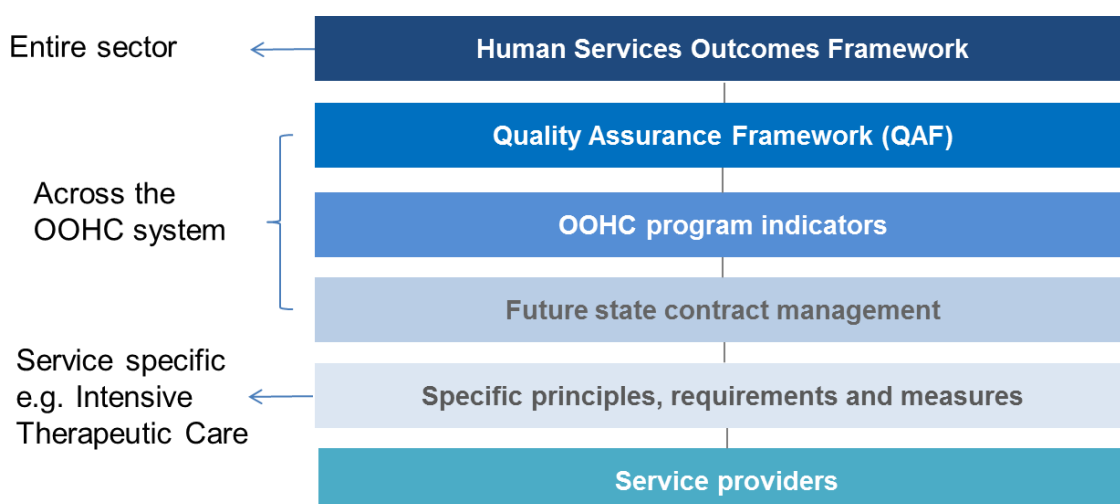 Entire sector
Human Services Outcomes Framework
Quality Assurance Framework (QAF)
Across the
OOHC system
OOHC program indicators
Future state contract management
Service specific
e.g. Intensive
Therapeutic Care
Specific principles, requirements and measures
Service providers